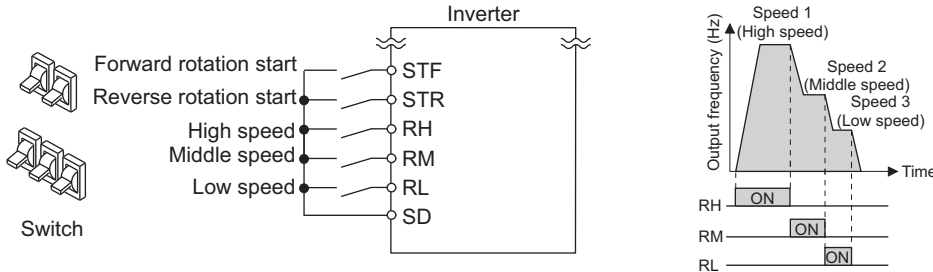 Inverter
Forward rotation start
STF
Reverse rotation start
STR
High speed
RH
Middle speed
RM
Low speed
RL
SD
Switch
Output frequency (Hz)
Speed 1
(High speed)
Speed 2
(Middle speed)
Speed 3
(Low speed)
Time
RH
ON
RM
ON
RL
ON